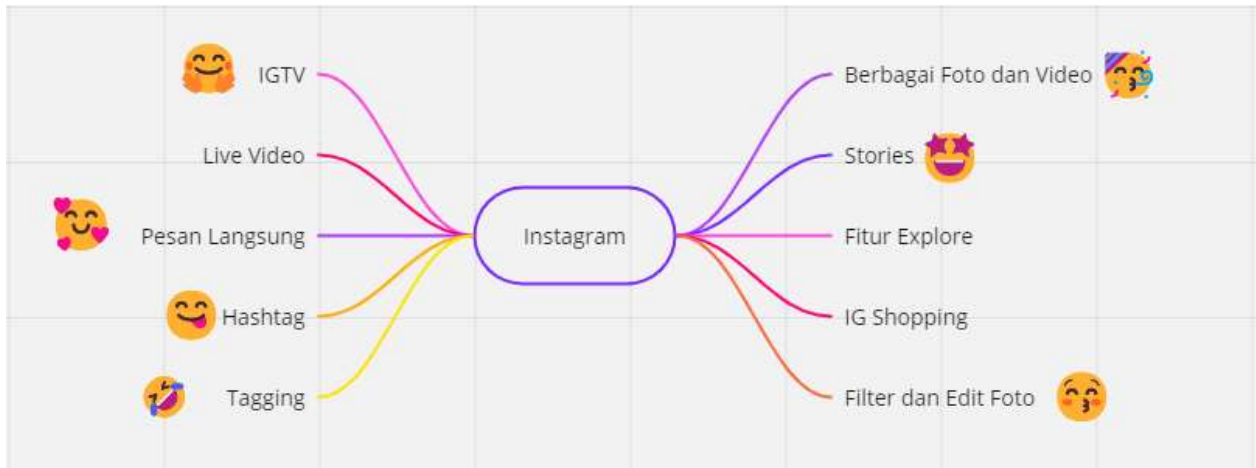 IGTV
Live Video
Pesan Langsung
Hashtag
Tagging
Instagram
Berbagai Foto dan Video
Stories
Fitur Explore
IG Shopping
Filter dan Edit Foto